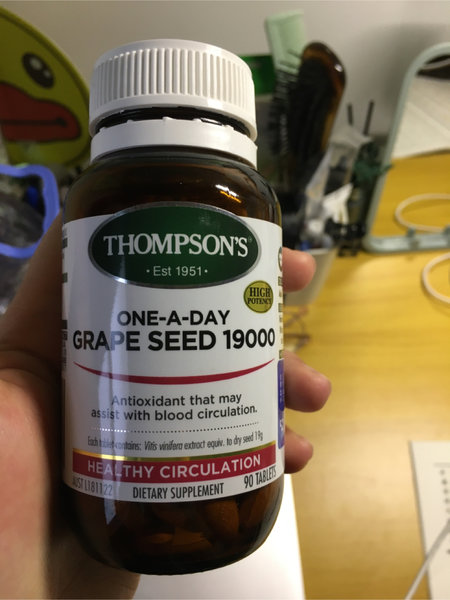 THOMPSON'S
• Est 1951 •
HIGH
POTENCY
ONE-A-DAY
GRAPE SEED 19000
Antioxidant that may
assist with blood circulation.
Each tablet contains: Vitis vinifera extract equiv. to dry seed 19g
HEALTHY CIRCULATION
AUST L181122
DIETARY SUPPLEMENT
90 TABLETS